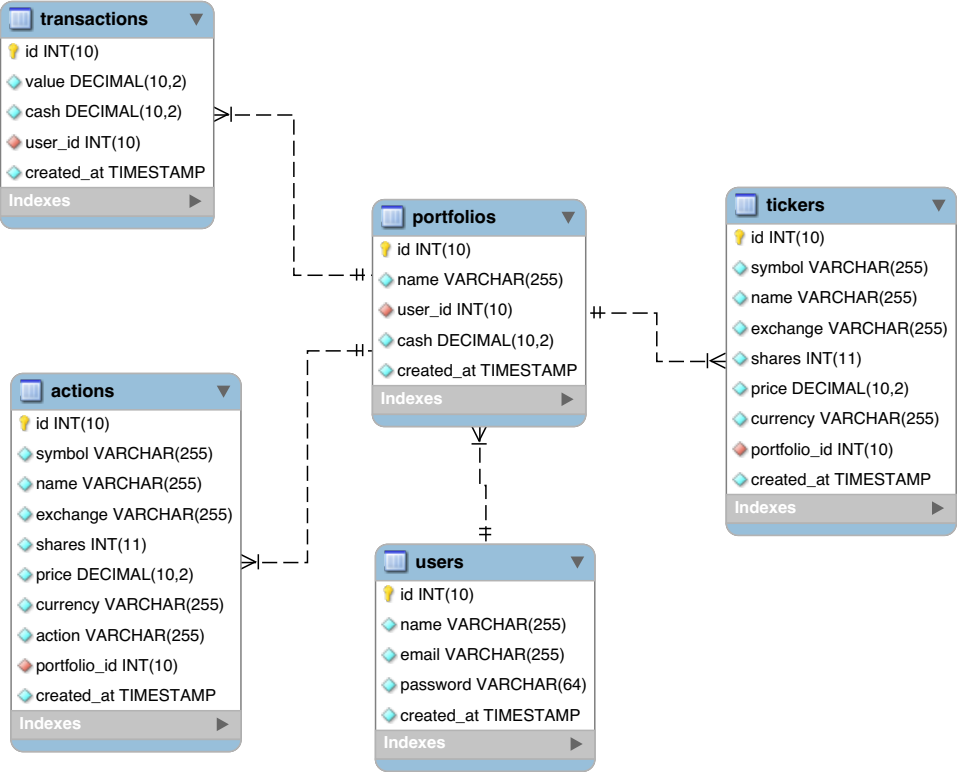 transactions
id INT(10)
value DECIMAL(10,2)
cash DECIMAL(10,2)
user_id INT(10)
created_at TIMESTAMP
Indexes
portfolios
id INT(10)
name VARCHAR(255)
user_id INT(10)
cash DECIMAL(10,2)
created_at TIMESTAMP
Indexes
tickers
id INT(10)
symbol VARCHAR(255)
name VARCHAR(255)
exchange VARCHAR(255)
shares INT(11)
price DECIMAL(10,2)
currency VARCHAR(255)
portfolio_id INT(10)
created_at TIMESTAMP
Indexes
actions
id INT(10)
symbol VARCHAR(255)
name VARCHAR(255)
exchange VARCHAR(255)
shares INT(11)
price DECIMAL(10,2)
currency VARCHAR(255)
action VARCHAR(255)
portfolio_id INT(10)
created_at TIMESTAMP
Indexes
users
id INT(10)
name VARCHAR(255)
email VARCHAR(255)
password VARCHAR(64)
created_at TIMESTAMP
Indexes